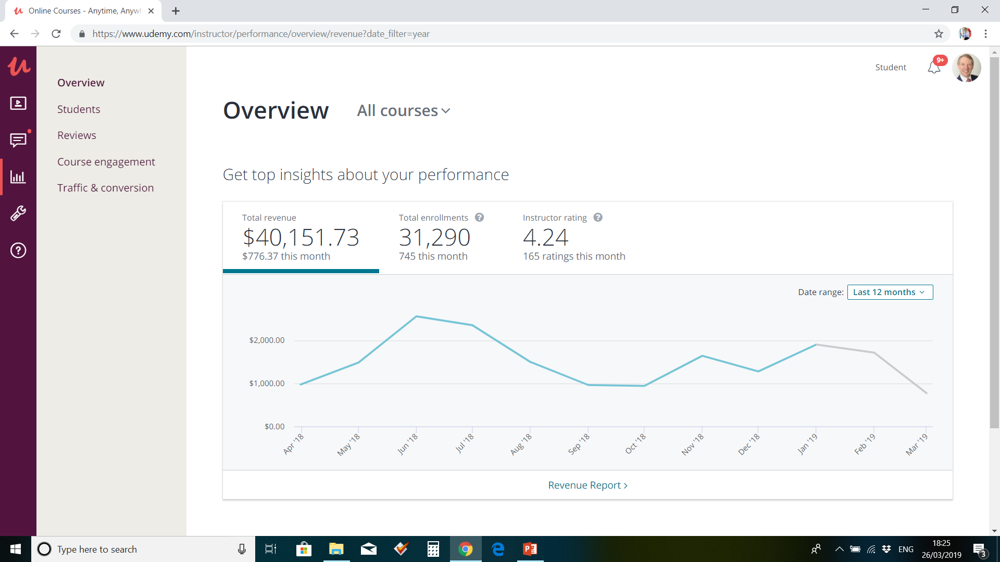 Online Courses - Anytime, Anywh
https://www.udemy.com/instructor/performance/overview/revenue?date_filter=year
Student
9+
Overview
Students
Reviews
Course engagement
Traffic & conversion
Overview
All courses
Get top insights about your performance
Total revenue
$40,151.73
$776.37 this month
Total enrollments ?
31,290
745 this month
Instructor rating ?
4.24
165 ratings this month
Date range: Last 12 months
$2,000.00
$1,000.00
$0.00
Apr '18
May '18
Jun '18
Jul '18
Aug '18
Sep '18
Oct '18
Nov '18
Dec '18
Jan '19
Feb '19
Mar '19
Revenue Report >
Type here to search
ENG
18:25
26/03/2019
3